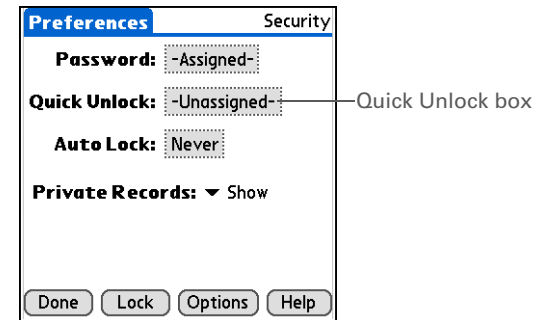 Preferences Security
Password: -Assigned-
Quick Unlock: -Unassigned- Quick Unlock box
Auto Lock: Never
Private Records: Show
Done Lock Options Help